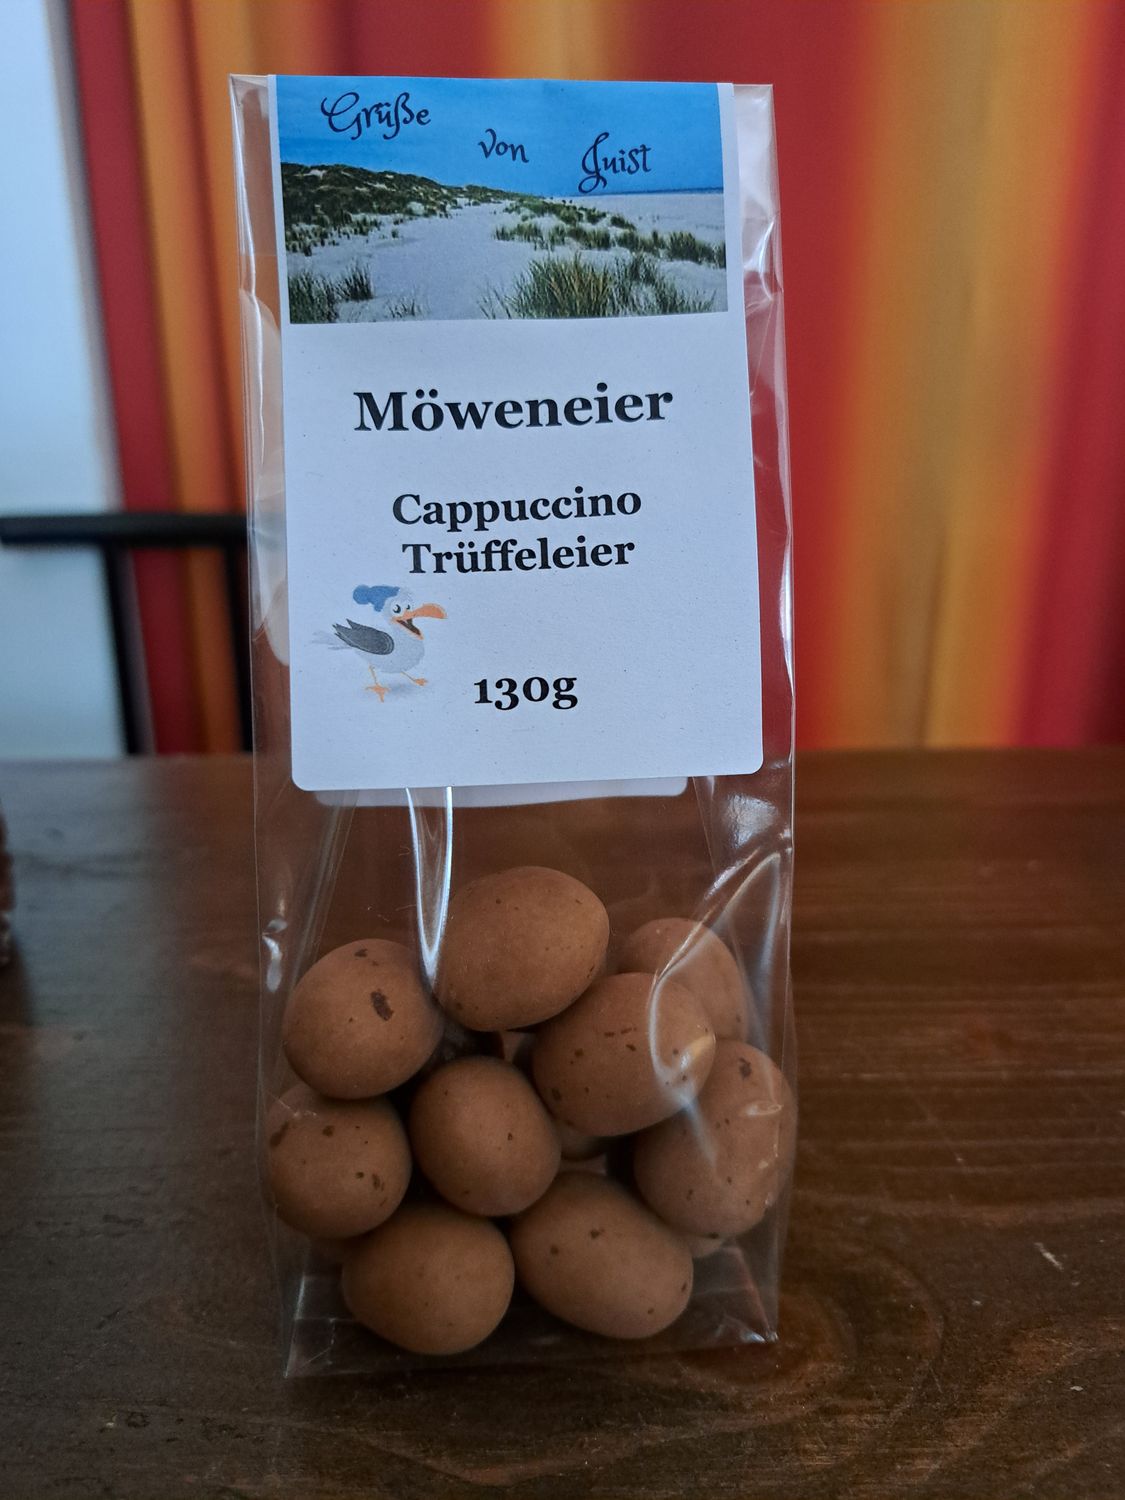 Grüße von Juist
Möweneier
Cappuccino
Trüffeleier
130g